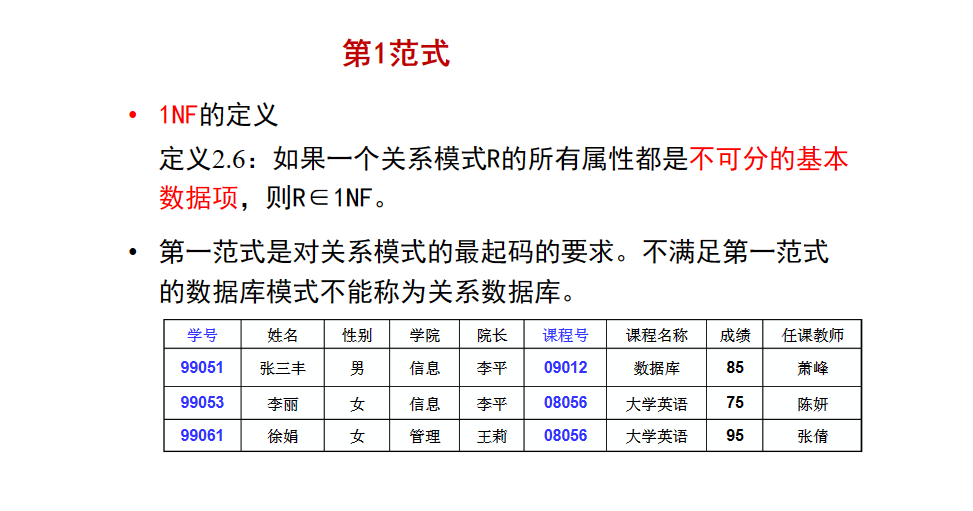 第1范式
• 1NF的定义
定义2.6：如果一个关系模式R的所有属性都是不可分的基本
数据项，则R∈1NF。
• 第一范式是对关系模式的最起码的要求。不满足第一范式
的数据库模式不能称为关系数据库。
学号 姓名 性别 学院 院长 课程号 课程名称 成绩 任课教师
99051 张三丰 男 信息 李平 09012 数据库 85 萧峰
99053 李丽 女 信息 李平 08056 大学英语 75 陈妍
99061 徐娟 女 管理 王莉 08056 大学英语 95 张倩